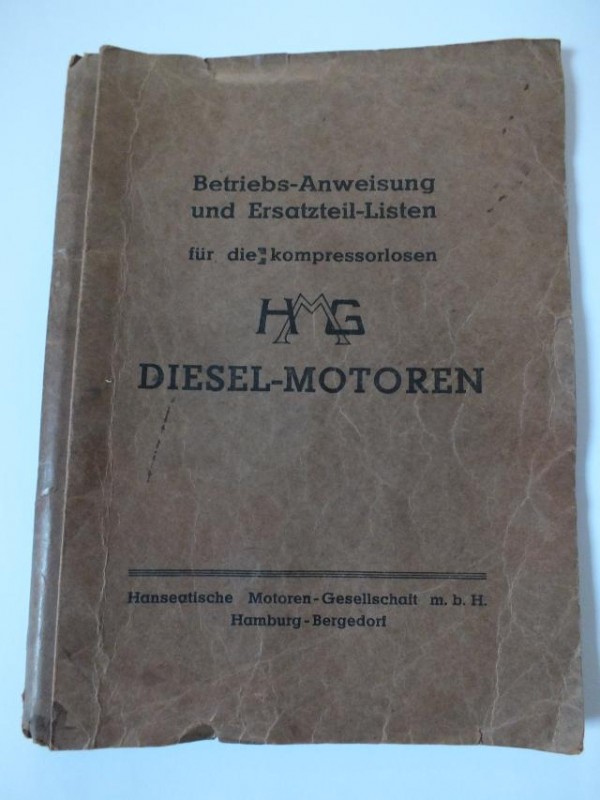 Betriebs-Anweisung
und Ersatzteil-Listen
für die kompressorlosen
HMG
DIESEL-MOTOREN
Hanseatische Motoren-Gesellschaft m. b. H.
Hamburg-Bergedorf